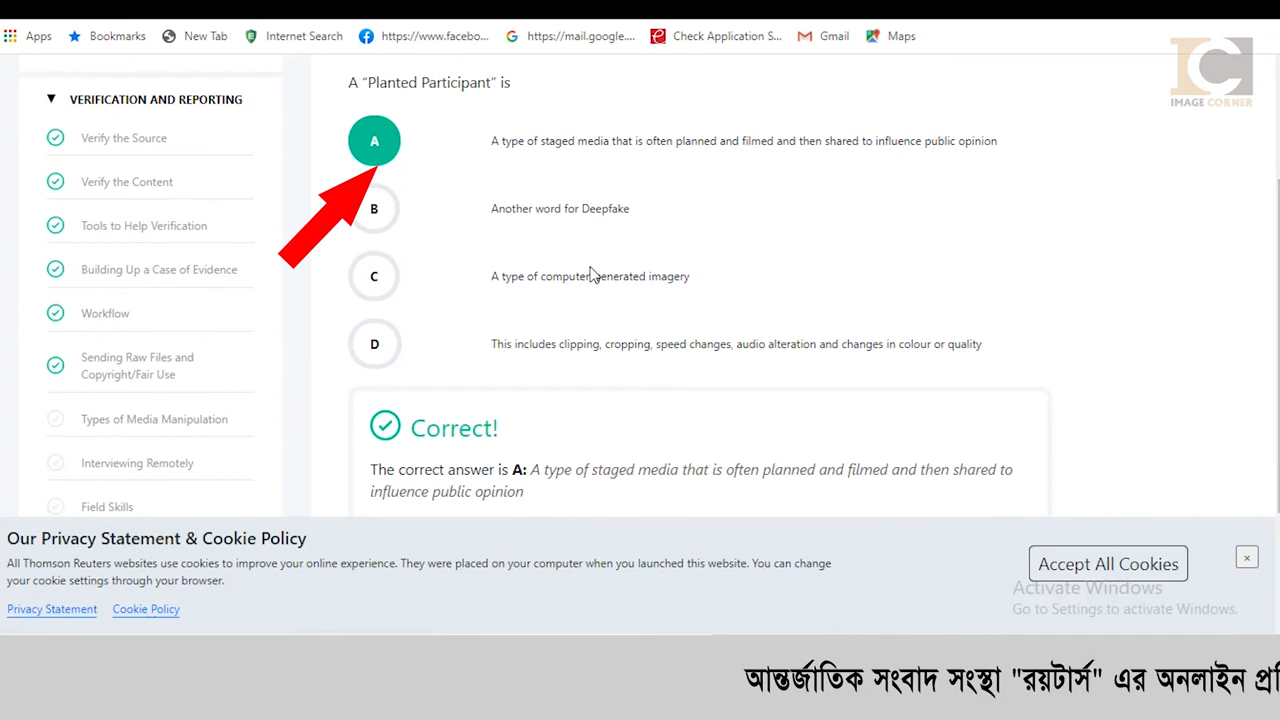 Apps Bookmarks New Tab Internet Search https://www.facebo... https://mail.google.... Check Application S... Gmail Maps
IC
IMAGE CORNER
▼ VERIFICATION AND REPORTING
Verify the Source
Verify the Content
Tools to Help Verification
Building Up a Case of Evidence
Workflow
Sending Raw Files and
Copyright/Fair Use
Types of Media Manipulation
Interviewing Remotely
Field Skills
A “Planted Participant” is
A A type of staged media that is often planned and filmed and then shared to influence public opinion
B Another word for Deepfake
C A type of computer generated imagery
D This includes clipping, cropping, speed changes, audio alteration and changes in colour or quality
Correct!
The correct answer is A: A type of staged media that is often planned and filmed and then shared to
influence public opinion
Our Privacy Statement & Cookie Policy
All Thomson Reuters websites use cookies to improve your online experience. They were placed on your computer when you launched this website. You can change
your cookie settings through your browser.
Privacy Statement Cookie Policy
Accept All Cookies
×
Activate Windows
Go to Settings to activate Windows.
আন্তর্জাতিক সংবাদ সংস্থা "রয়টার্স" এর অনলাইন